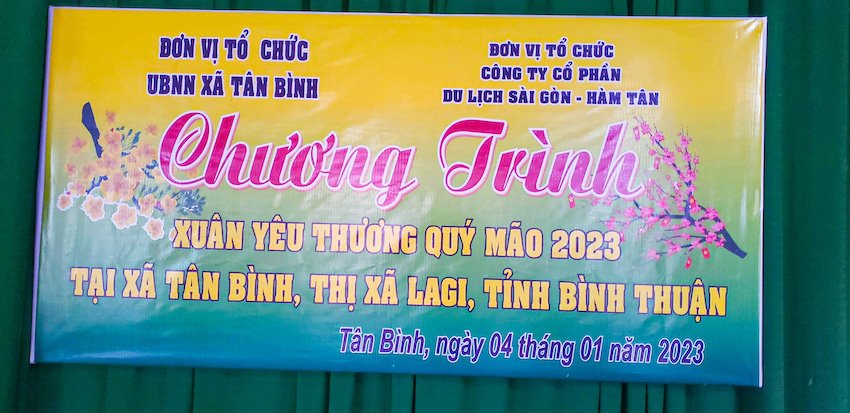 ĐƠN VỊ TỔ CHỨC
UBNN XÃ TÂN BÌNH
ĐƠN VỊ TỔ CHỨC
CÔNG TY CỔ PHẦN
DU LỊCH SÀI GÒN - HÀM TÂN
Chương Trình
XUÂN YÊU THƯƠNG QUÝ MÃO 2023
TẠI XÃ TÂN BÌNH, THỊ XÃ LAGI, TỈNH BÌNH THUẬN
Tân Bình, ngày 04 tháng 01 năm 2023